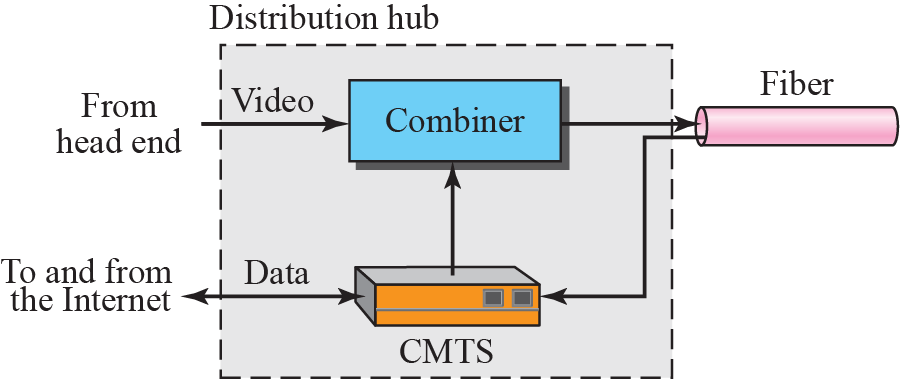 Distribution hub
Fiber
From
head end
Video
Combiner
To and from
the Internet
Data
CMTS